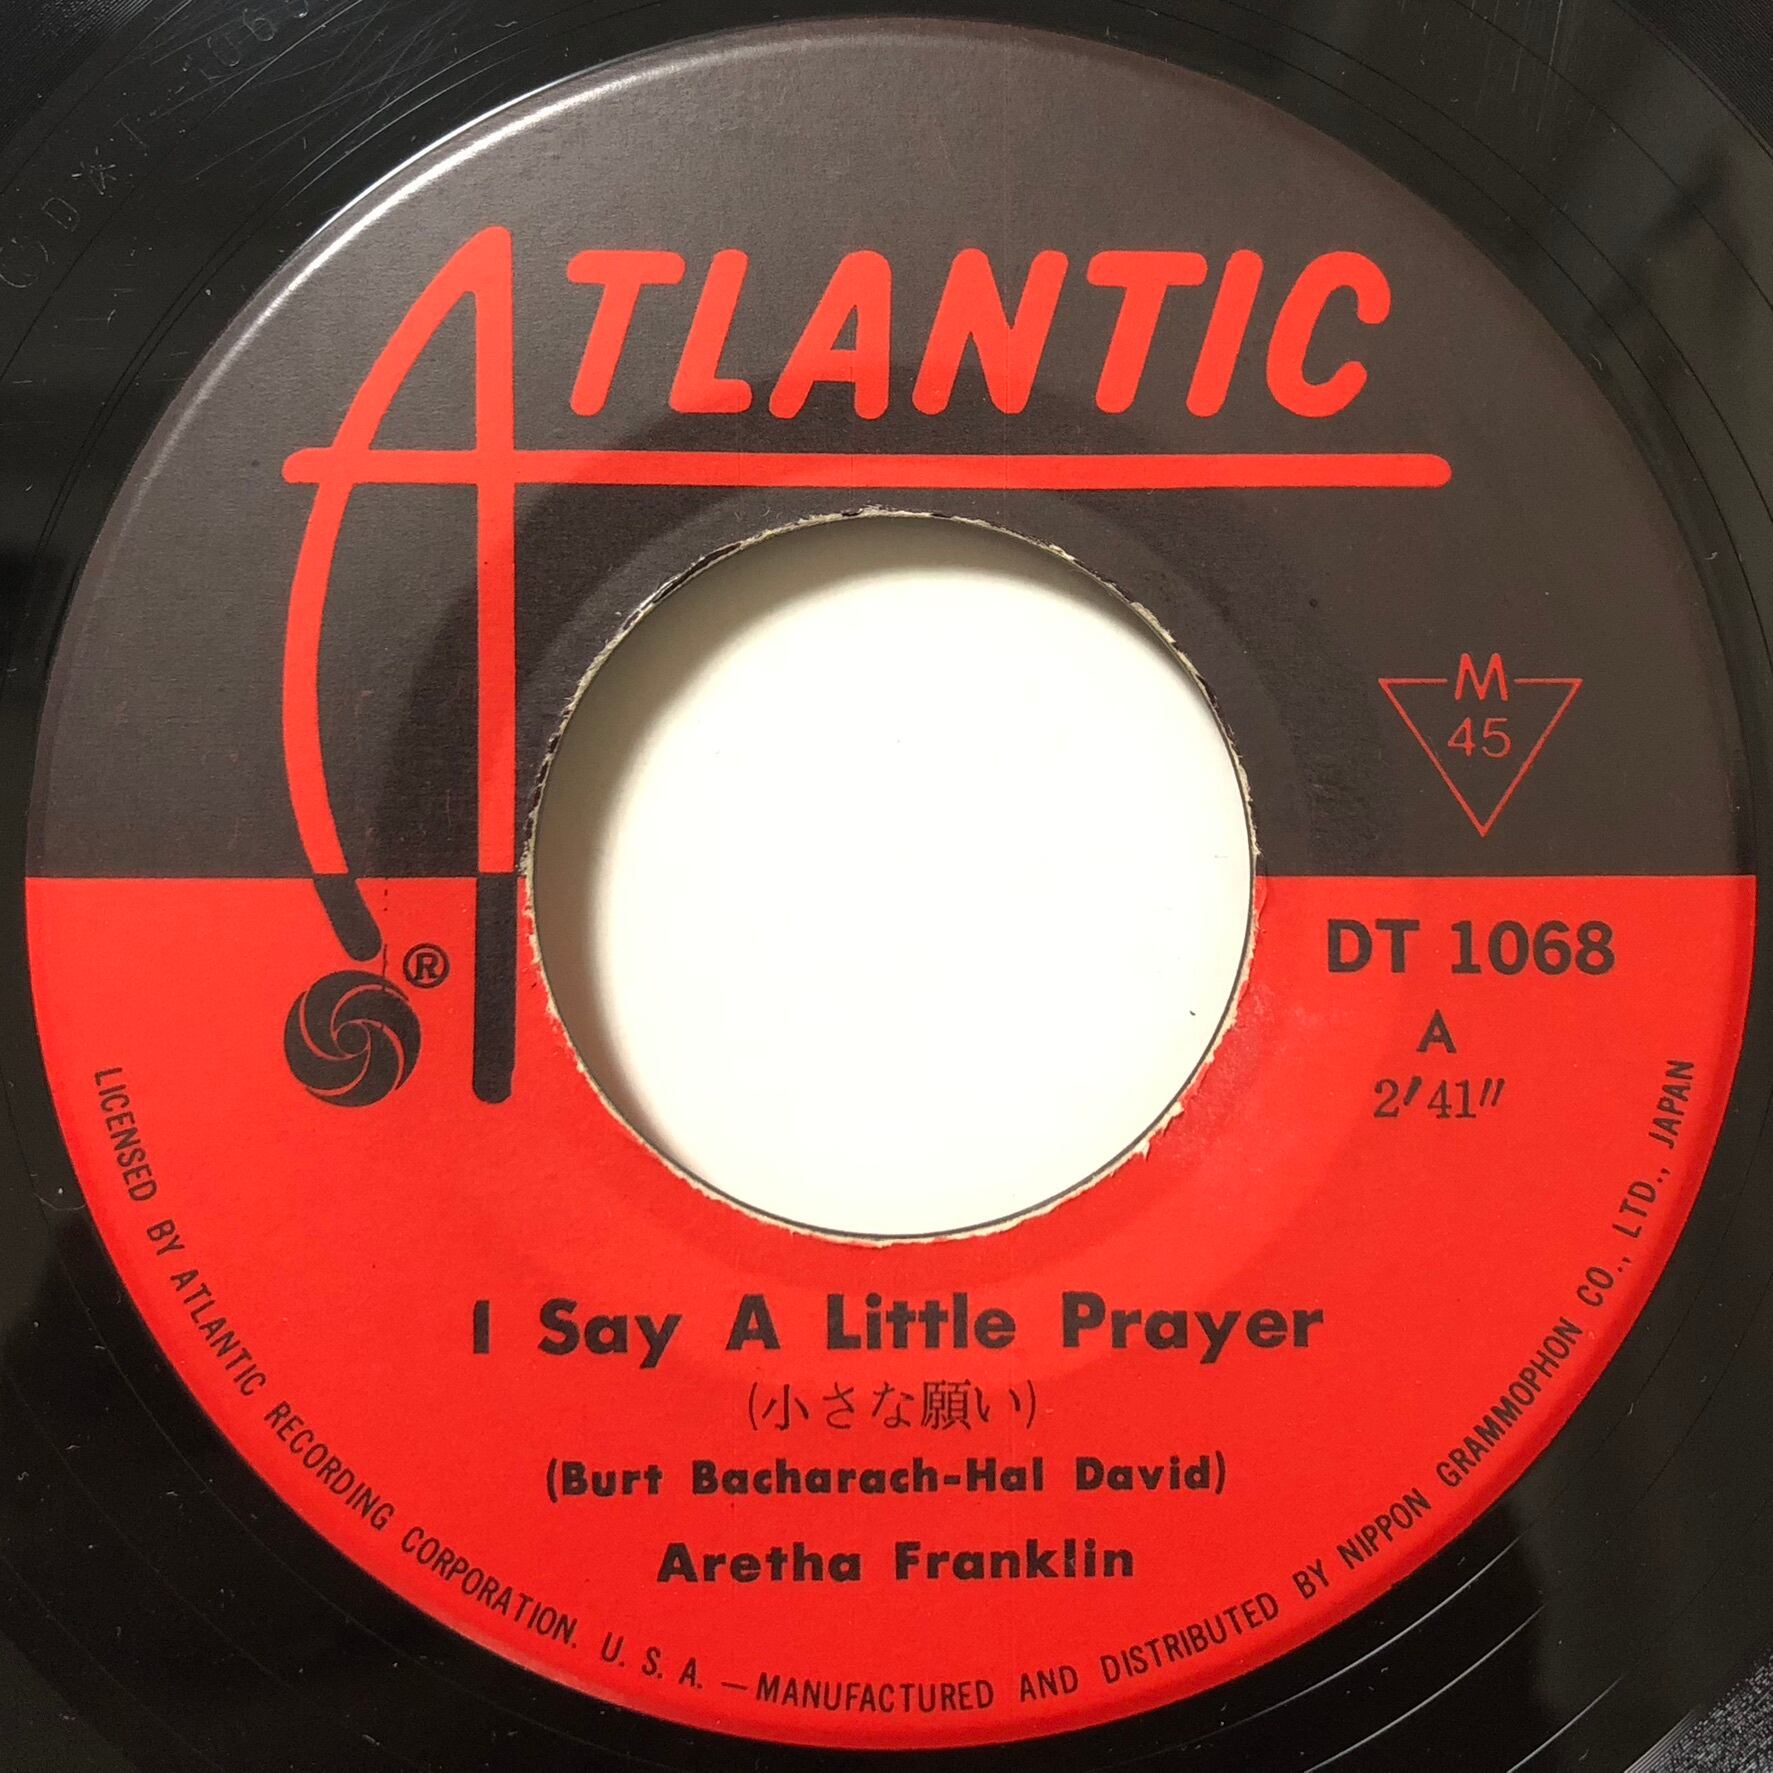 ATLANTIC
M
45
®
DT 1068
A
2′41″
I Say A Little Prayer
(小さな願い)
(Burt Bacharach-Hal David)
Aretha Franklin
LICENSED BY ATLANTIC RECORDING CORPORATION. U. S. A. —MANUFACTURED AND DISTRIBUTED BY NIPPON GRAMMOPHON CO., LTD., JAPAN